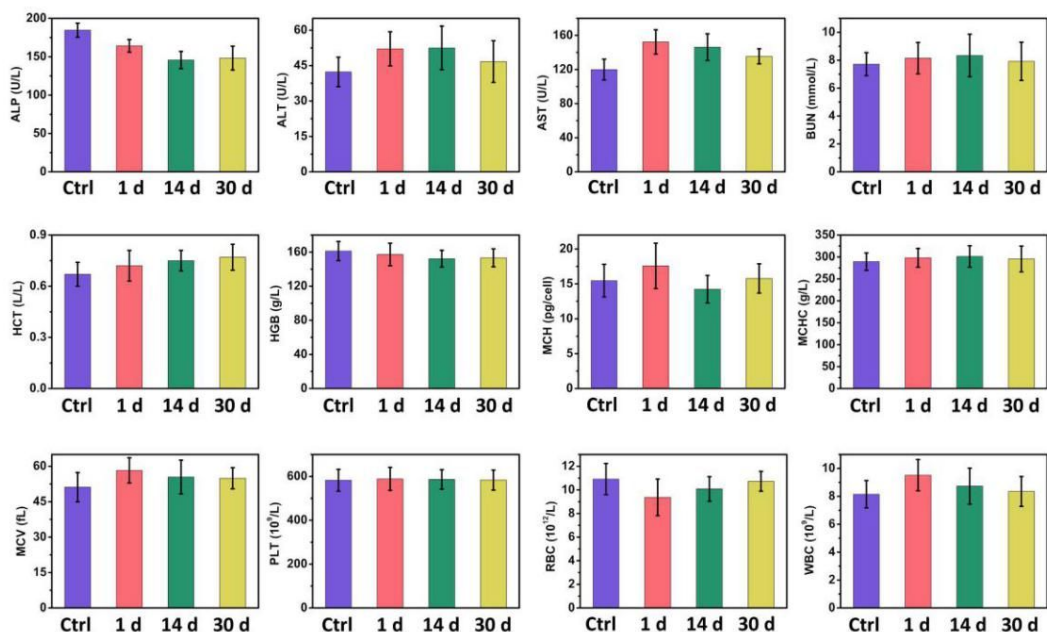 ALP (U/L)
200
150
100
50
0
Ctrl 1 d 14 d 30 d
ALT (U/L)
60
45
30
15
0
Ctrl 1 d 14 d 30 d
AST (U/L)
160
120
80
40
0
Ctrl 1 d 14 d 30 d
BUN (mmol/L)
10
8
6
4
2
0
Ctrl 1 d 14 d 30 d
HCT (L/L)
0.9
0.6
0.3
0.0
Ctrl 1 d 14 d 30 d
HGB (g/L)
160
120
80
40
0
Ctrl 1 d 14 d 30 d
MCH (pg/cell)
20
15
10
5
0
Ctrl 1 d 14 d 30 d
MCHC (g/L)
350
300
250
200
150
100
50
0
Ctrl 1 d 14 d 30 d
MCV (fL)
60
45
30
15
0
Ctrl 1 d 14 d 30 d
PLT (10⁹/L)
600
400
200
0
Ctrl 1 d 14 d 30 d
RBC (10¹²/L)
12
10
8
6
4
2
0
Ctrl 1 d 14 d 30 d
WBC (10⁹/L)
10
8
6
4
2
0
Ctrl 1 d 14 d 30 d